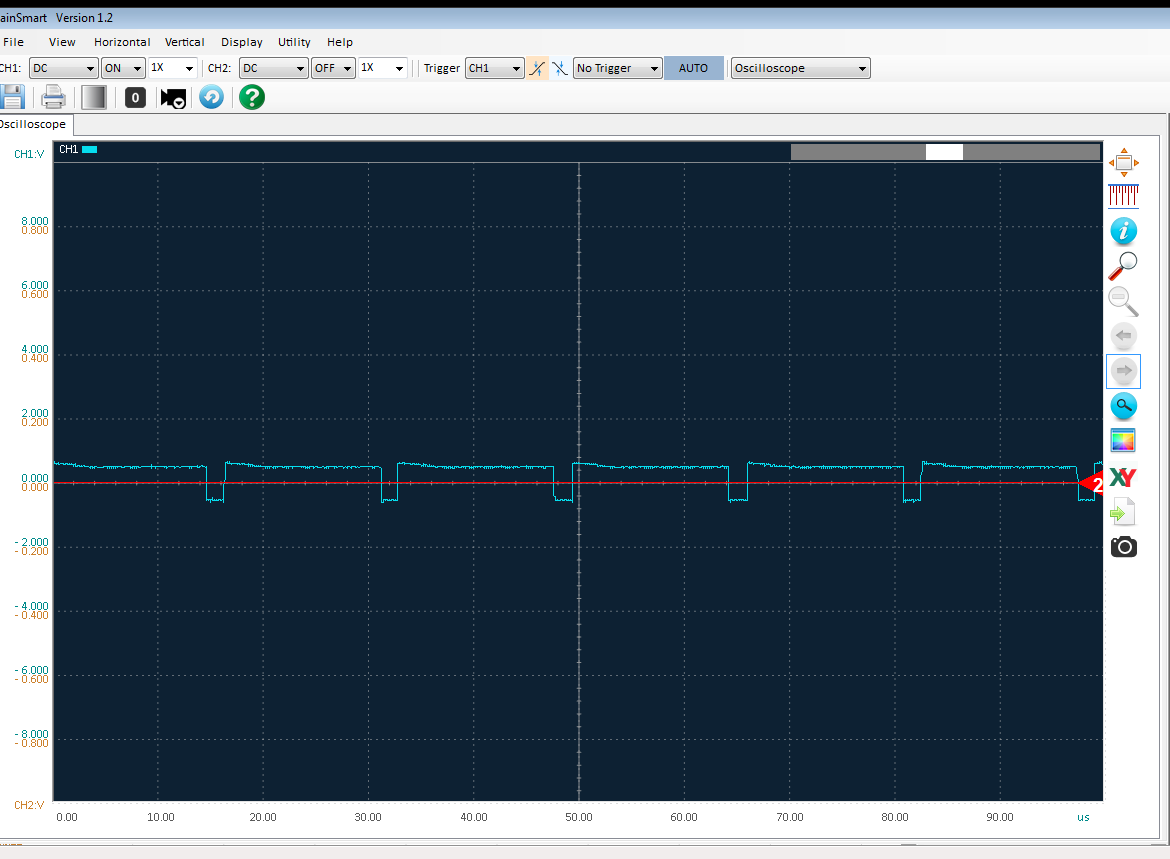 ainSmart Version 1.2
File View Horizontal Vertical Display Utility Help
CH1: DC ON 1X CH2: DC OFF 1X Trigger CH1 No Trigger AUTO Oscilloscope
0 ?
Oscilloscope
CH1:V CH1
8.000
0.800
6.000
0.600
4.000
0.400
2.000
0.200
0.000
0.000
2
XY
- 2.000
- 0.200
- 4.000
- 0.400
- 6.000
- 0.600
- 8.000
- 0.800
CH2:V
0.00 10.00 20.00 30.00 40.00 50.00 60.00 70.00 80.00 90.00 us